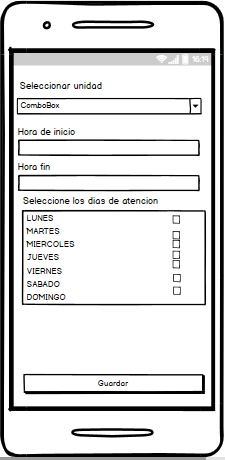 16:19
Seleccionar unidad
ComboBox
Hora de inicio
Hora fin
Seleccione los dias de atencion
LUNES
MARTES
MIERCOLES
JUEVES
VIERNES
SABADO
DOMINGO
Guardar